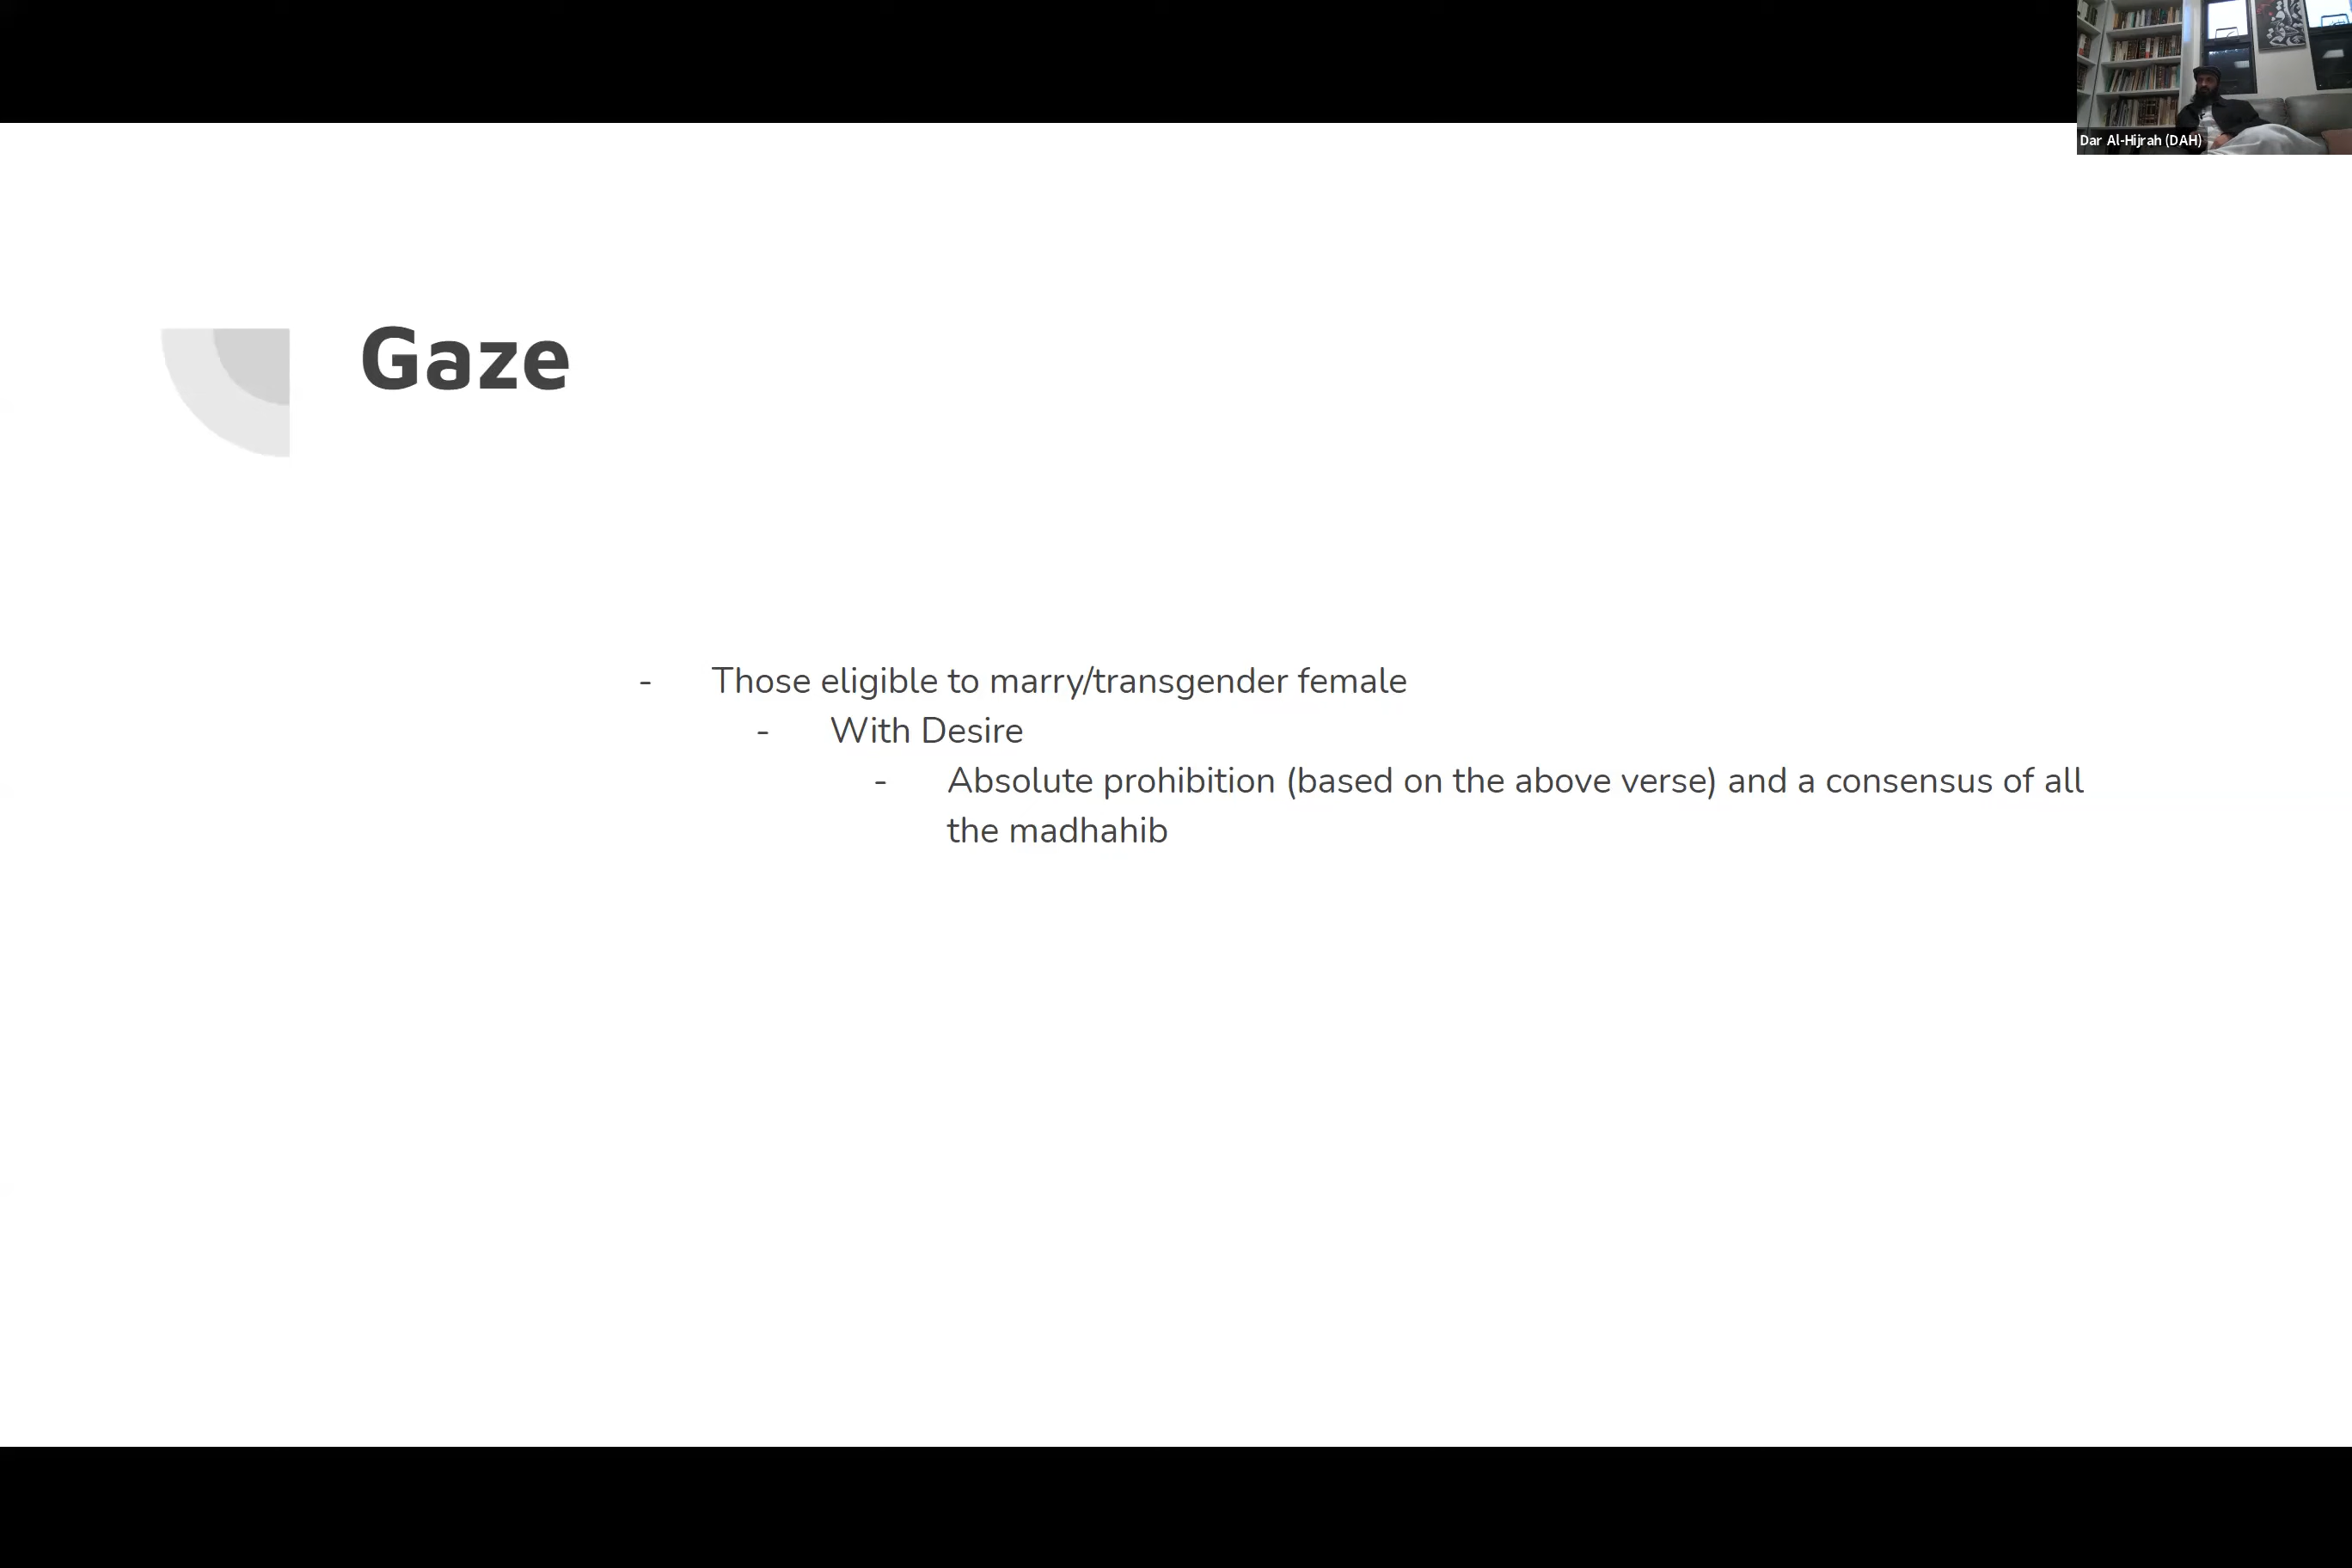 Dar Al-Hijrah (DAH)
Gaze
- Those eligible to marry/transgender female
- With Desire
- Absolute prohibition (based on the above verse) and a consensus of all
the madhahib